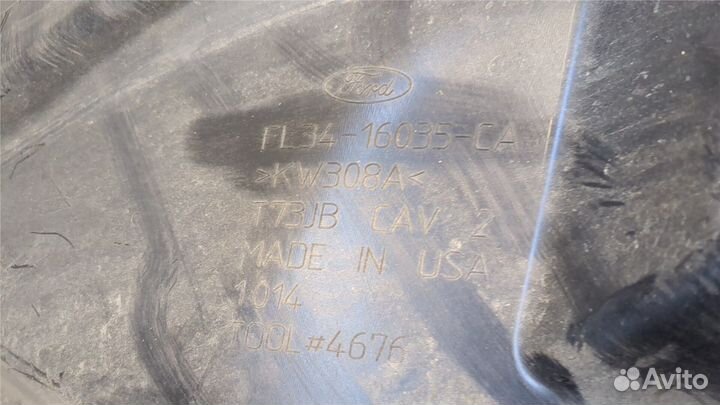 Ford
FL34-16035-CA
>KW308A<
T73JB CAV 2
MADE IN USA
1014
TOOL#4676
Avito